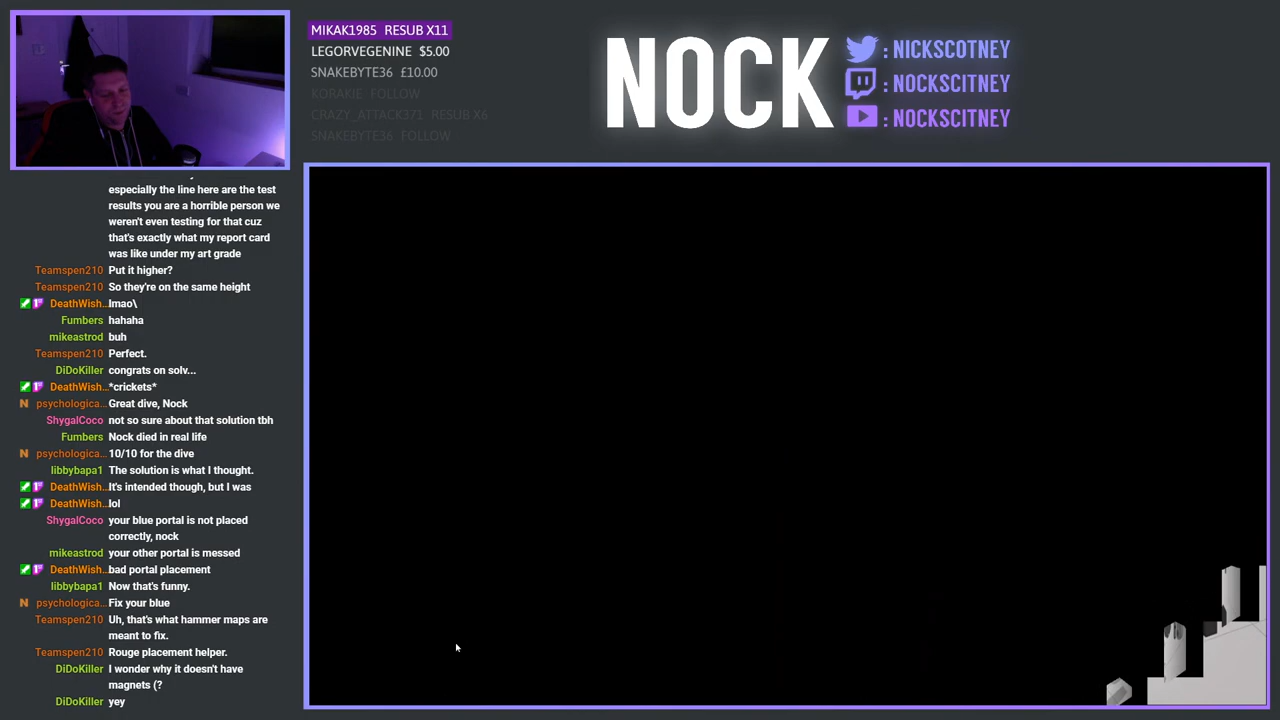 MIKAK1985 RESUB X11
LEGORVEGENINE $5.00
SNAKEBYTE36 £10.00
KORAKIE FOLLOW
CRAZY_ATTACK371 RESUB X6
SNAKEBYTE36 FOLLOW
NOCK
: NICKSCOTNEY
: NOCKSCITNEY
: NOCKSCITNEY
especially the line here are the test
results you are a horrible person we
weren't even testing for that cuz
that's exactly what my report card
was like under my art grade
Teamspen210 Put it higher?
Teamspen210 So they're on the same height
DeathWish... lmao\
Fumbers hahaha
mikeastrod buh
Teamspen210 Perfect.
DiDoKiller congrats on solv...
DeathWish... *crickets*
N psychologica... Great dive, Nock
ShygalCoco not so sure about that solution tbh
Fumbers Nock died in real life
N psychologica... 10/10 for the dive
libbybapa1 The solution is what I thought.
DeathWish... It's intended though, but I was
DeathWish... lol
ShygalCoco your blue portal is not placed
correctly, nock
mikeastrod your other portal is messed
DeathWish... bad portal placement
libbybapa1 Now that's funny.
N psychologica... Fix your blue
Teamspen210 Uh, that's what hammer maps are
meant to fix.
Teamspen210 Rouge placement helper.
DiDoKiller I wonder why it doesn't have
magnets (?
DiDoKiller yey